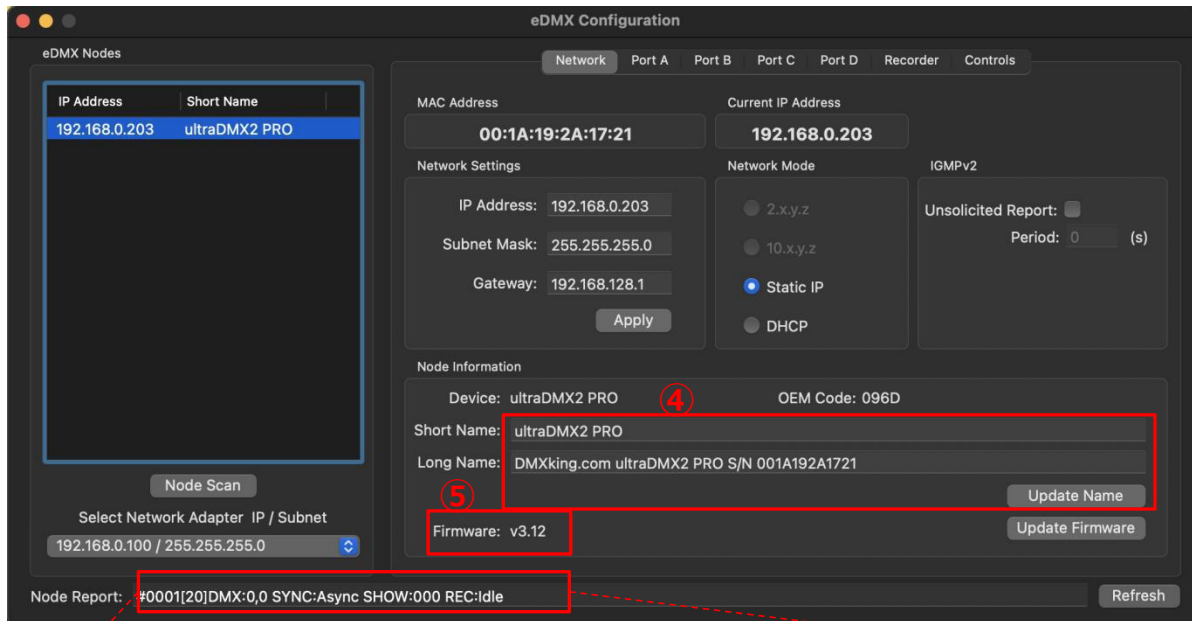 eDMX Configuration
eDMX Nodes
IP Address Short Name
192.168.0.203 ultraDMX2 PRO
Node Scan
Select Network Adapter IP / Subnet
192.168.0.100 / 255.255.255.0
Network Port A Port B Port C Port D Recorder Controls
MAC Address
00:1A:19:2A:17:21
Current IP Address
192.168.0.203
Network Settings
IP Address: 192.168.0.203
Subnet Mask: 255.255.255.0
Gateway: 192.168.128.1
Apply
Network Mode
2.x.y.z
10.x.y.z
Static IP
DHCP
IGMPv2
Unsolicited Report:
Period: 0 (s)
Node Information
Device: ultraDMX2 PRO ④ OEM Code: 096D
Short Name: ultraDMX2 PRO
Long Name: DMXking.com ultraDMX2 PRO S/N 001A192A1721
Update Name
⑤
Firmware: v3.12
Update Firmware
Node Report: #0001[20]DMX:0,0 SYNC:Async SHOW:000 REC:Idle
Refresh